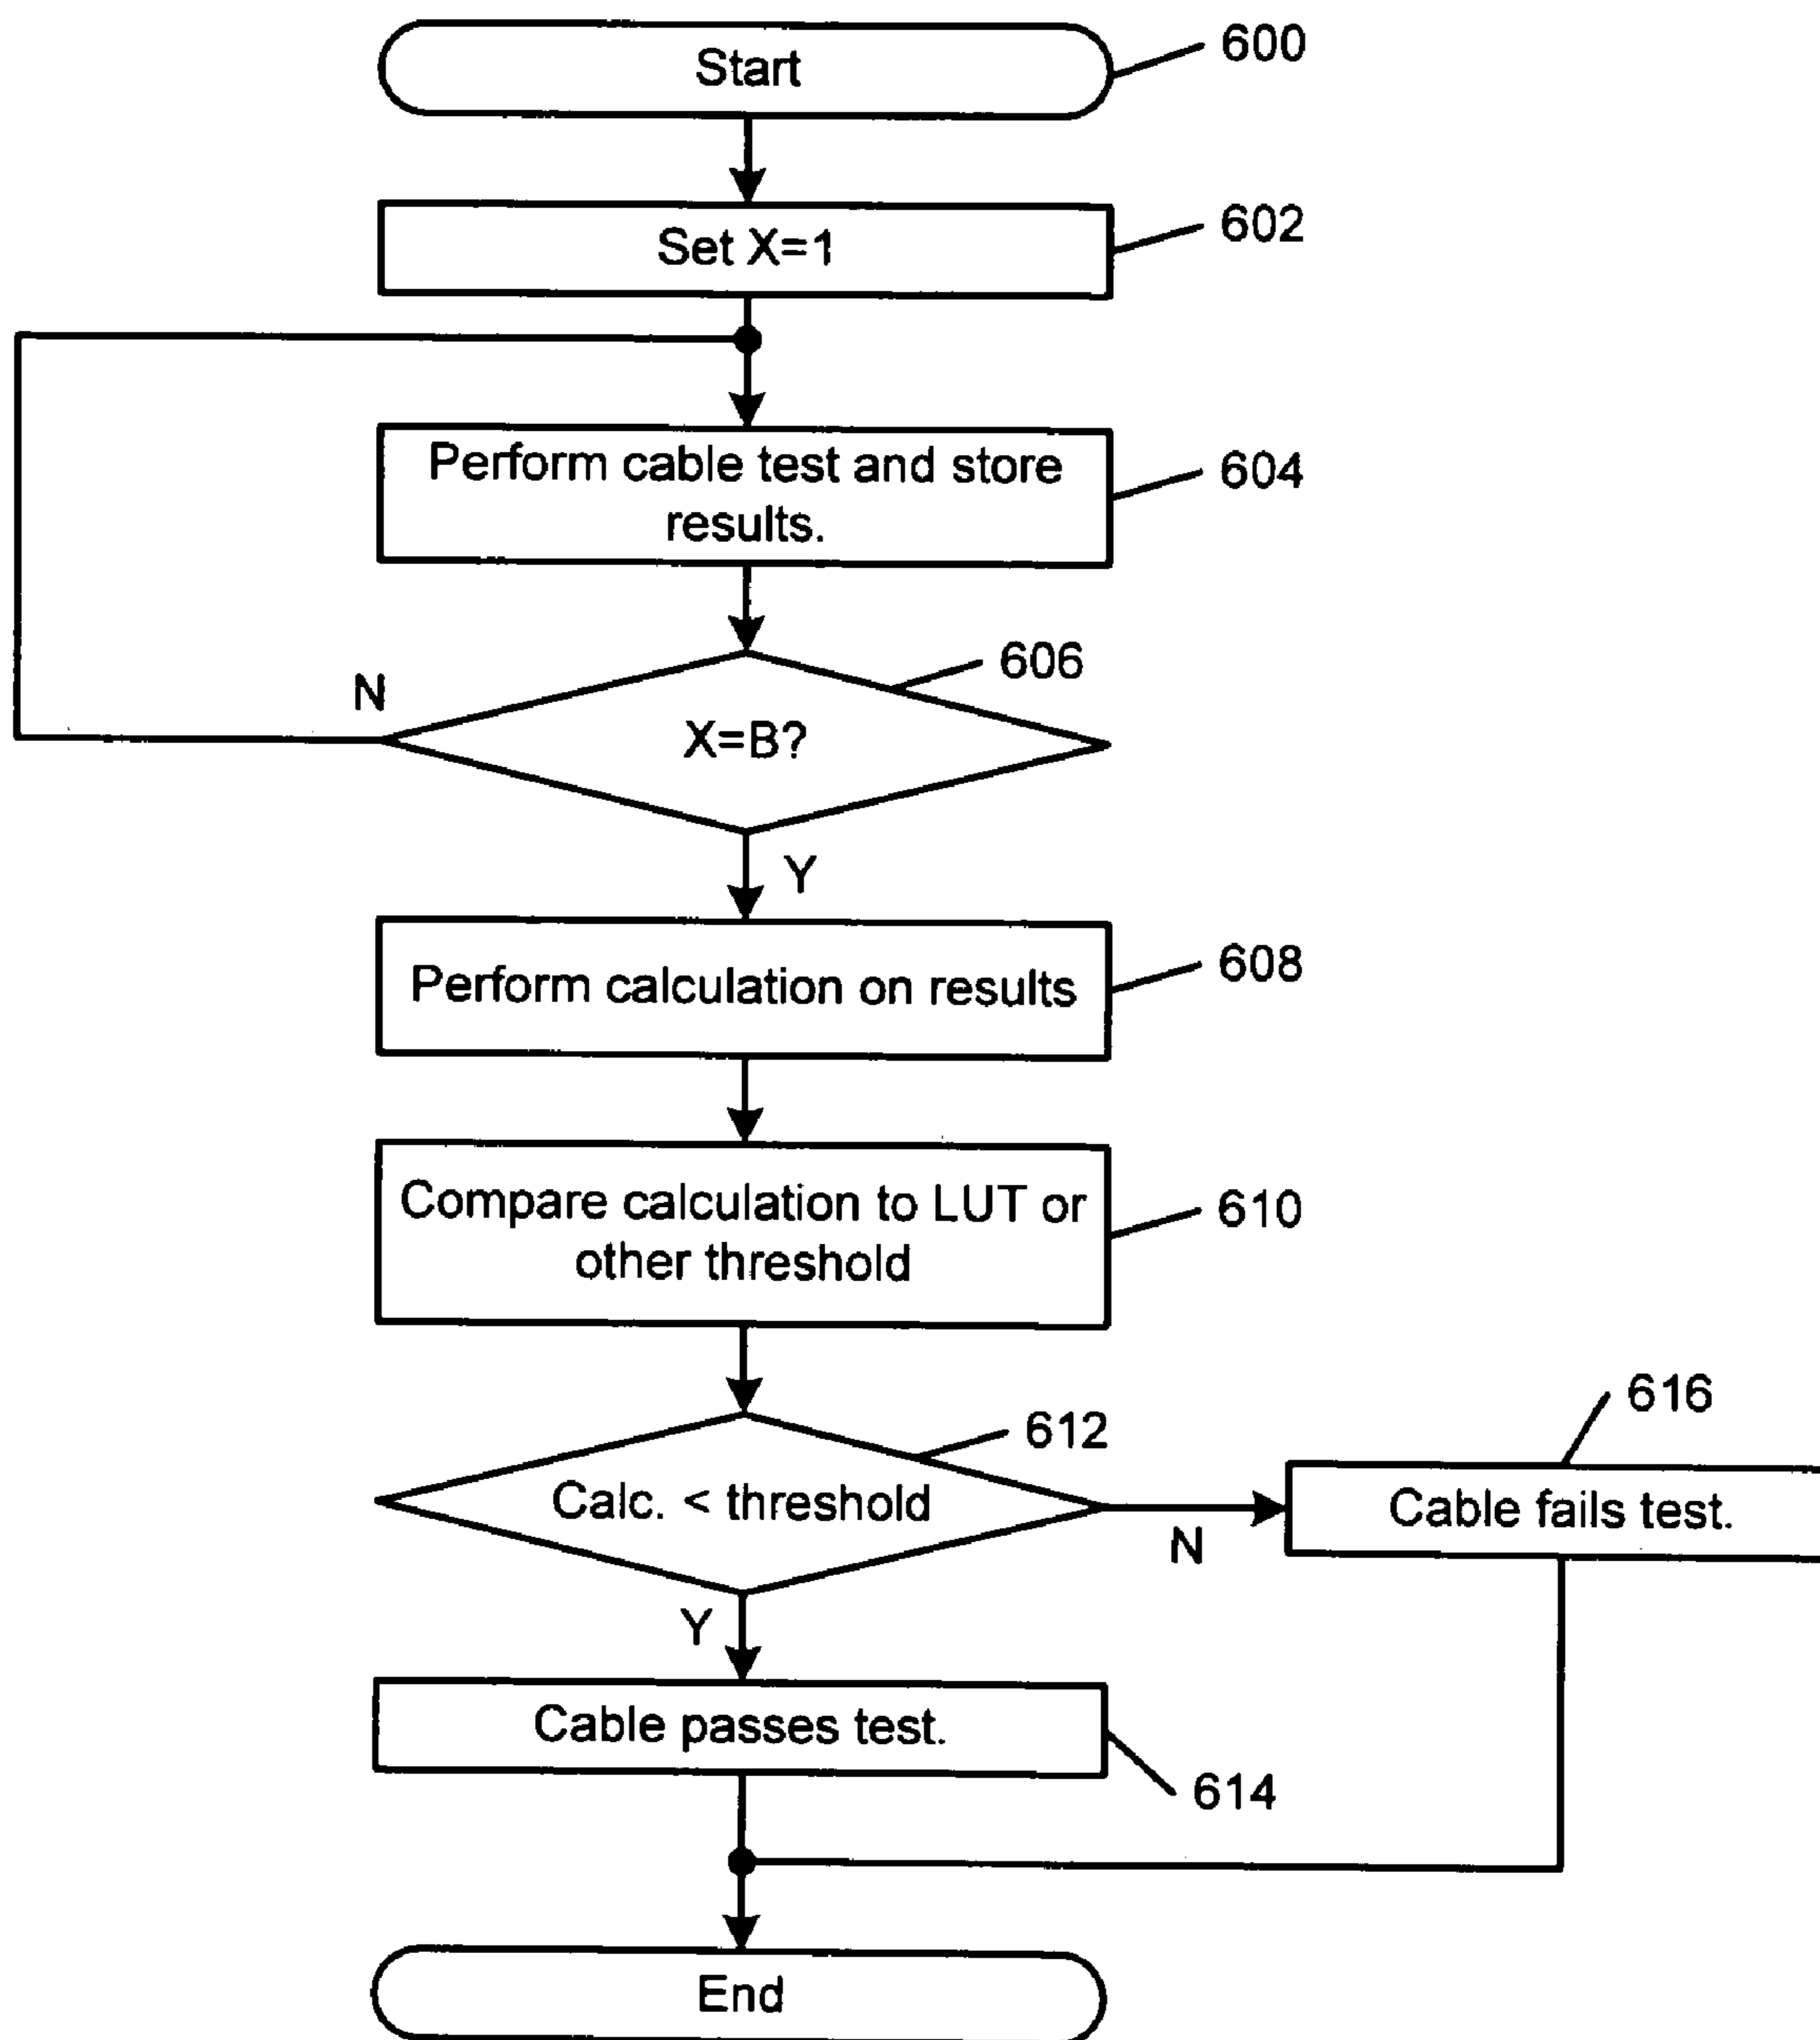 Start
600
Set X=1
602
Perform cable test and store
results.
604
606
N
X=B?
Y
Perform calculation on results
608
Compare calculation to LUT or
other threshold
610
612
616
Calc. < threshold
N
Cable fails test.
Y
Cable passes test.
614
End